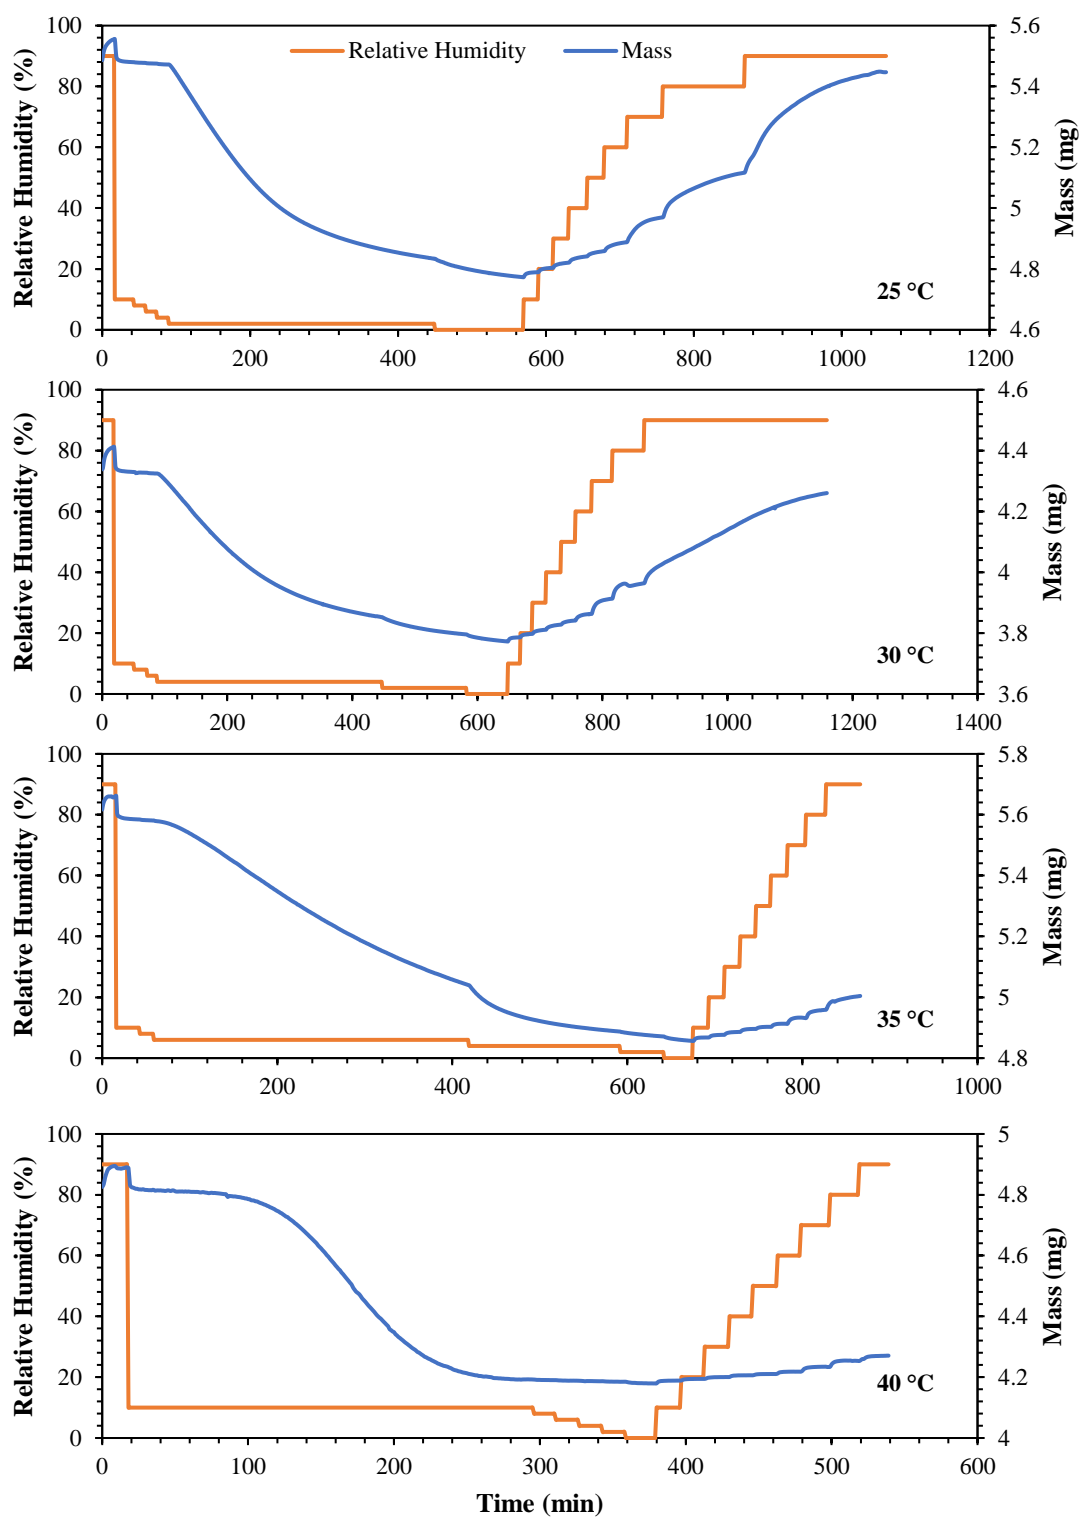 Relative Humidity (%)
100
80
60
40
20
0
Relative Humidity
Mass
25 °C
5.6
5.4
5.2
5
4.8
4.6
Mass (mg)
0 200 400 600 800 1000 1200
Relative Humidity (%)
100
80
60
40
20
0
30 °C
4.6
4.4
4.2
4
3.8
3.6
Mass (mg)
0 200 400 600 800 1000 1200 1400
Relative Humidity (%)
100
80
60
40
20
0
35 °C
5.8
5.6
5.4
5.2
5
4.8
Mass (mg)
0 200 400 600 800 1000
Relative Humidity (%)
100
80
60
40
20
0
40 °C
5
4.8
4.6
4.4
4.2
4
Mass (mg)
0 100 200 300 400 500 600
Time (min)